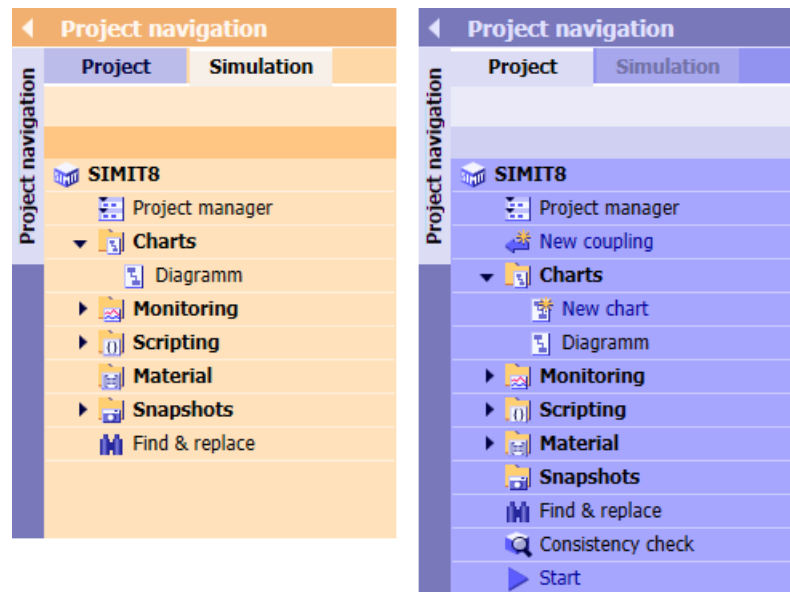 Project navigation
Project Simulation
Project navigation
SIMIT8
Project manager
Charts
Diagramm
Monitoring
Scripting
Material
Snapshots
Find & replace
Project navigation
Project Simulation
Project navigation
SIMIT8
Project manager
New coupling
Charts
New chart
Diagramm
Monitoring
Scripting
Material
Snapshots
Find & replace
Consistency check
Start